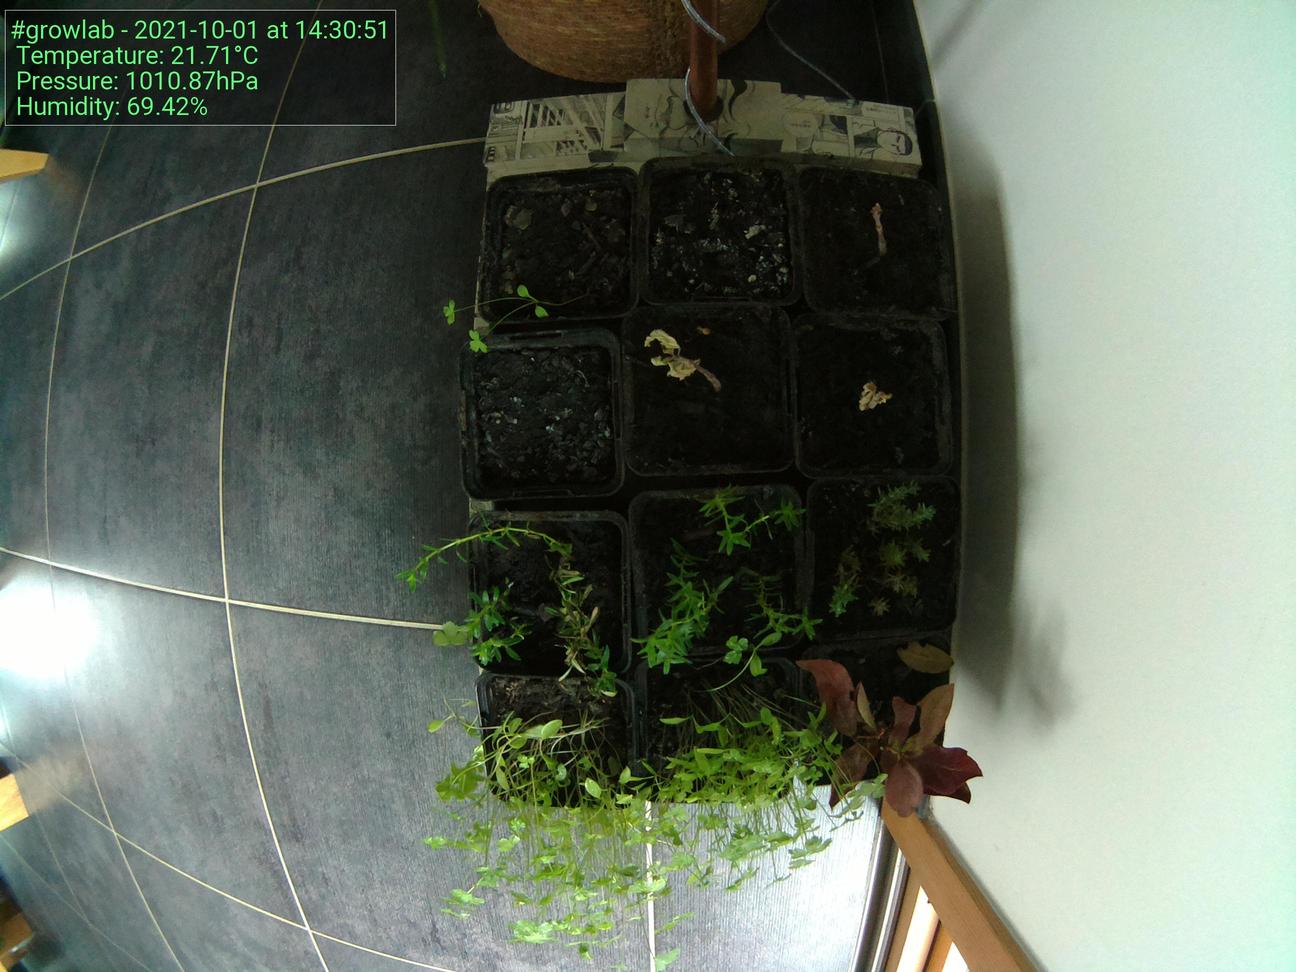 #growlab - 2021-10-01 at 14:30:51
Temperature: 21.71°C
Pressure: 1010.87hPa
Humidity: 69.42%